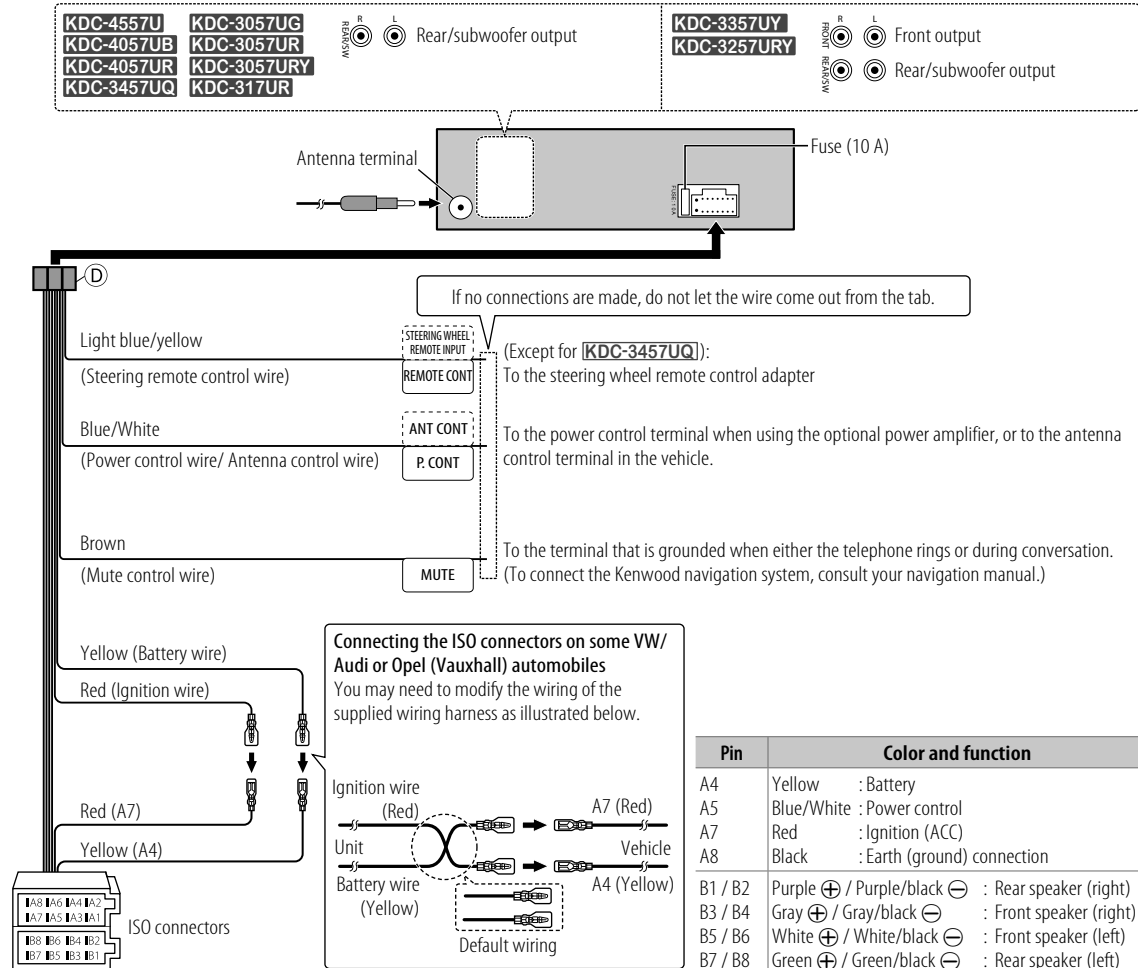 KDC-4557U KDC-3057UG
KDC-4057UB KDC-3057UR
KDC-4057UR KDC-3057URY
KDC-3457UQ KDC-317UR
R L
REAR/SW
Rear/subwoofer output
KDC-3357UY
KDC-3257URY
R L
FRONT
Front output
REAR/SW
Rear/subwoofer output
Antenna terminal
Fuse (10 A)
FUSE 10A
D
If no connections are made, do not let the wire come out from the tab.
Light blue/yellow
(Steering remote control wire)
STEERING WHEEL
REMOTE INPUT
REMOTE CONT
(Except for KDC-3457UQ):
To the steering wheel remote control adapter
Blue/White
(Power control wire/ Antenna control wire)
ANT CONT
P. CONT
To the power control terminal when using the optional power amplifier, or to the antenna
control terminal in the vehicle.
Brown
(Mute control wire)
MUTE
To the terminal that is grounded when either the telephone rings or during conversation.
(To connect the Kenwood navigation system, consult your navigation manual.)
Yellow (Battery wire)
Red (Ignition wire)
Red (A7)
Yellow (A4)
A8 A6 A4 A2
A7 A5 A3 A1
B8 B6 B4 B2
B7 B5 B3 B1
ISO connectors
Connecting the ISO connectors on some VW/
Audi or Opel (Vauxhall) automobiles
You may need to modify the wiring of the
supplied wiring harness as illustrated below.
Ignition wire
(Red)
A7 (Red)
Unit
Vehicle
Battery wire
(Yellow)
A4 (Yellow)
Default wiring
Pin Color and function
A4 Yellow : Battery
A5 Blue/White : Power control
A7 Red : Ignition (ACC)
A8 Black : Earth (ground) connection
B1 / B2 Purple ⊕ / Purple/black ⊖ : Rear speaker (right)
B3 / B4 Gray ⊕ / Gray/black ⊖ : Front speaker (right)
B5 / B6 White ⊕ / White/black ⊖ : Front speaker (left)
B7 / B8 Green ⊕ / Green/black ⊖ : Rear speaker (left)